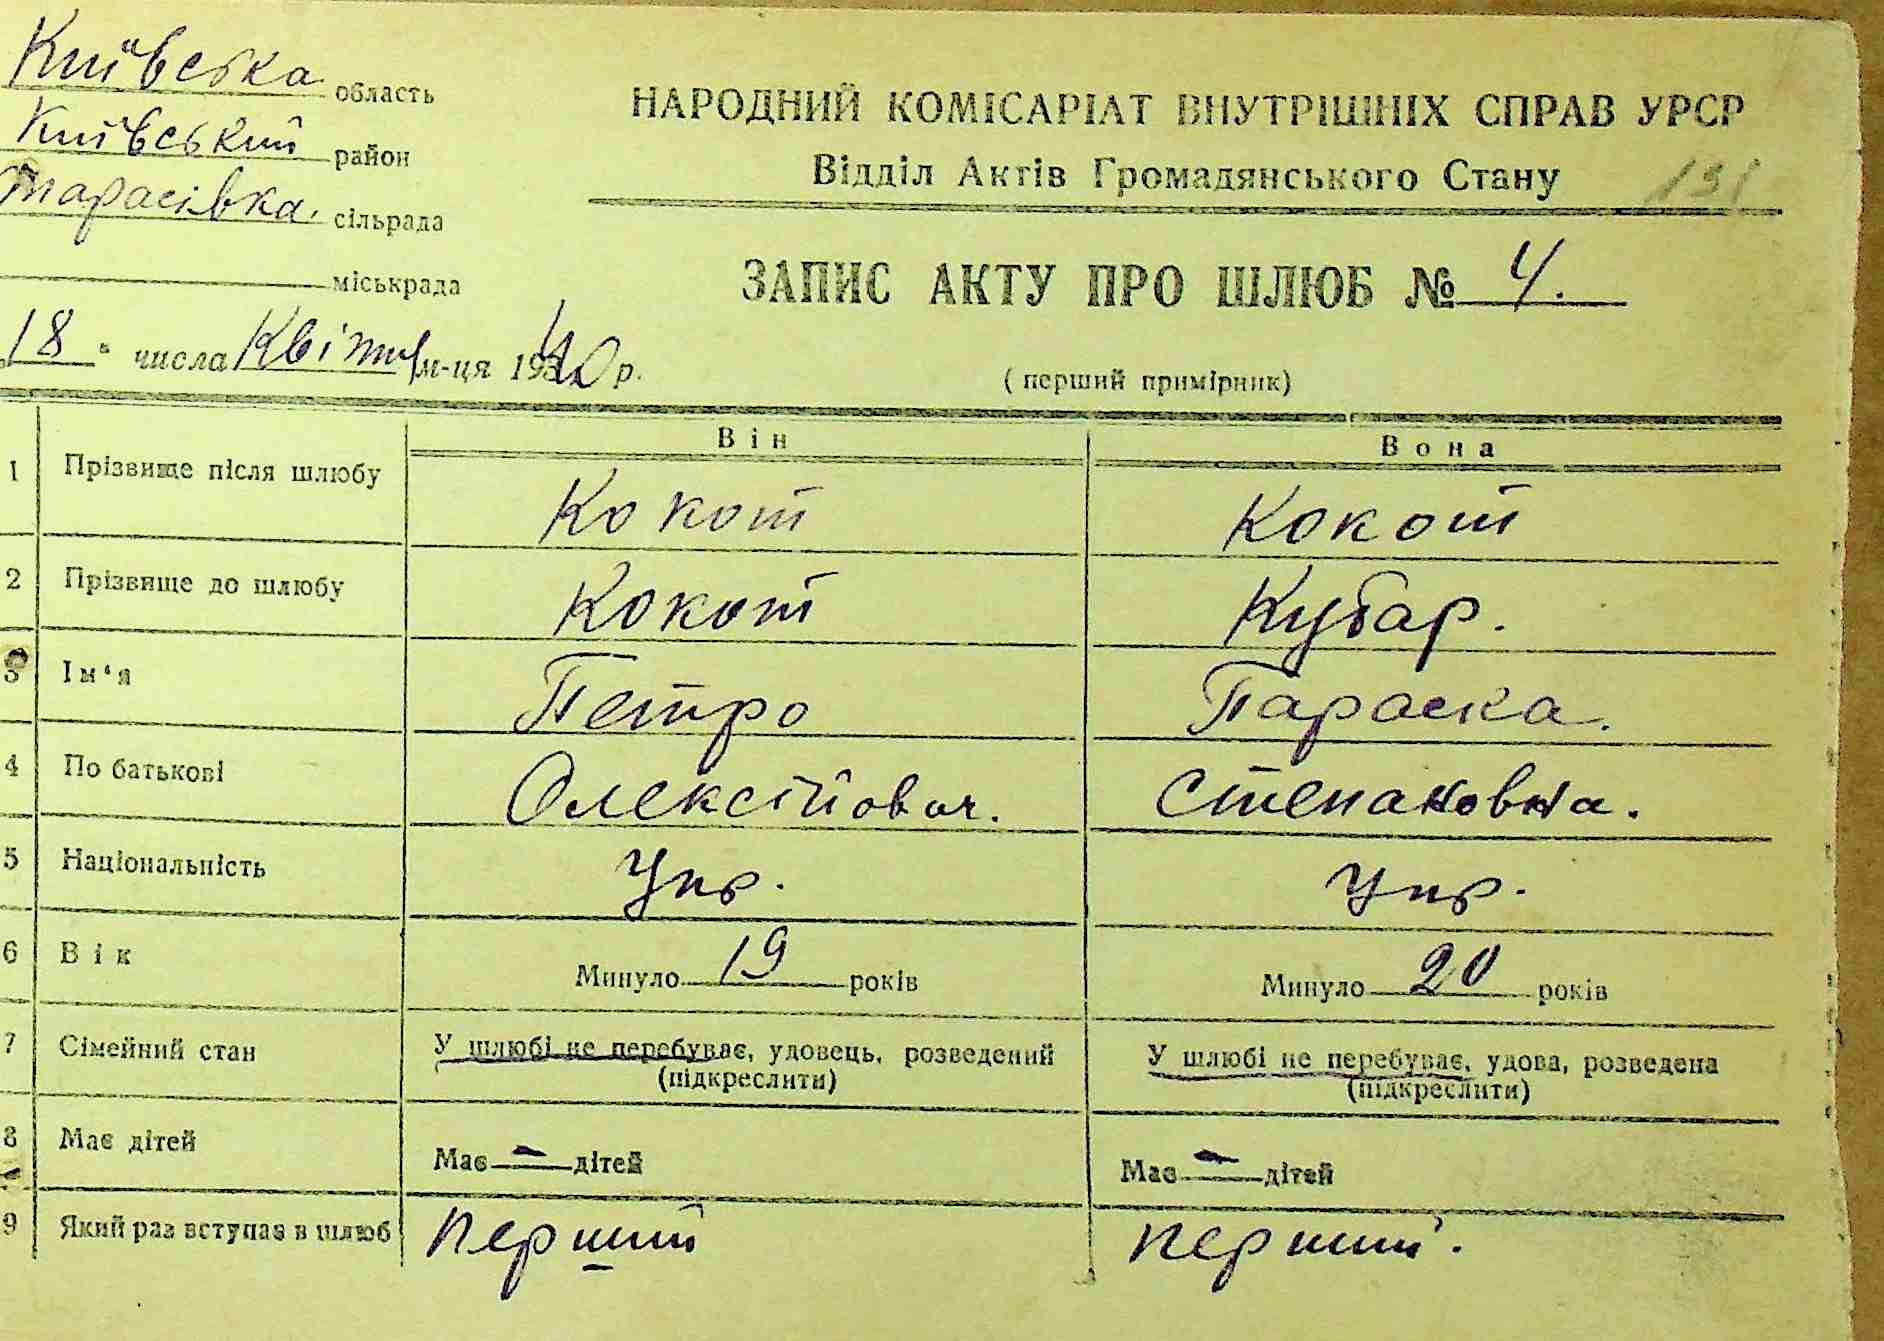 Київська область
Київський район
Тарасівка. сільрада
міськрада
18 " числа Квітня м-ця 1940 р.
НАРОДНИЙ КОМІСАРІАТ ВНУТРІШНІХ СПРАВ УРСР
Відділ Актів Громадянського Стану 191
ЗАПИС АКТУ ПРО ШЛЮБ № 4.
(перший примірник)
Він Вона
1 Прізвище після шлюбу Кокот Кокот
2 Прізвище до шлюбу Кокот Кубар.
3 Ім‘я Петро Параска.
4 По батькові Олексійович. Степановна.
5 Національність Укр. Укр.
6 Вік Минуло 19 років Минуло 20 років
7 Сімейний стан У шлюбі не перебуває, удовець, розведений У шлюбі не перебуває, удова, розведена
(підкреслити) (підкреслити)
8 Має дітей Має — дітей Має — дітей
9 Який раз вступає в шлюб перший перший.